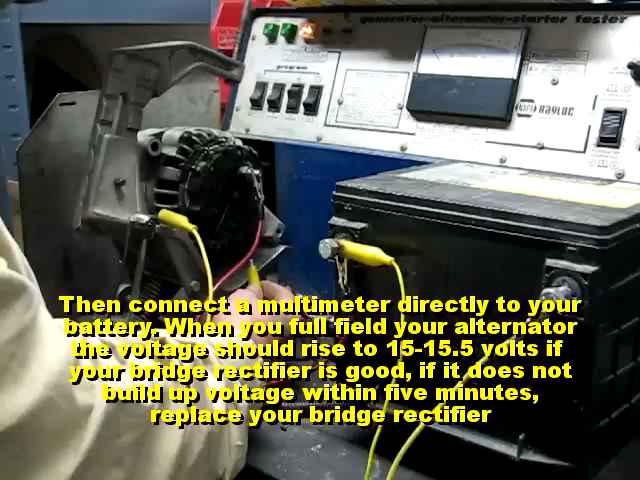 generator-alternator-starter tester
program
NAPA RAYLOC
Then connect a multimeter directly to your
battery. When you full field your alternator
the voltage should rise to 15-15.5 volts if
your bridge rectifier is good, if it does not
build up voltage within five minutes,
replace your bridge rectifier